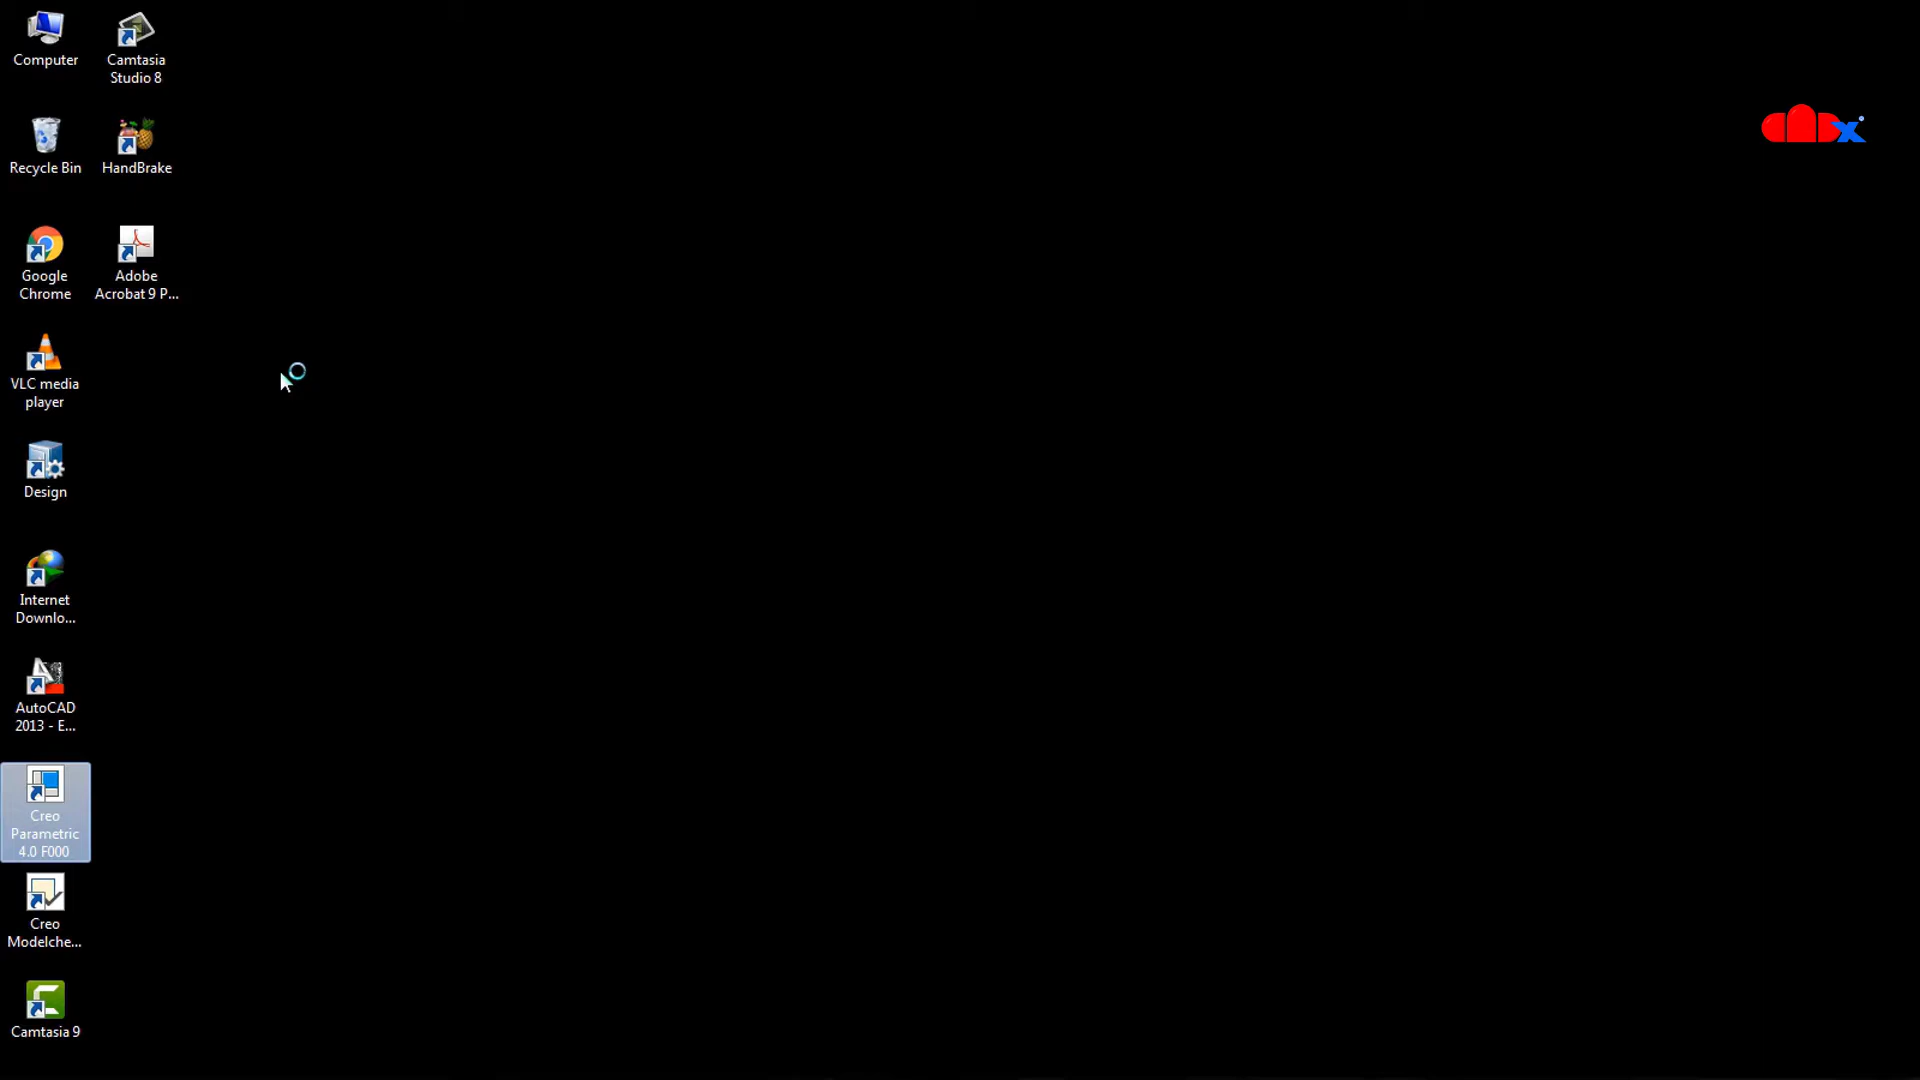 Computer
Camtasia
Studio 8
Recycle Bin
HandBrake
Google
Chrome
Adobe
Acrobat 9 P...
VLC media
player
Design
Internet
Downlo...
AutoCAD
2013 - E...
Creo
Parametric
4.0 F000
Creo
Modelche...
Camtasia 9
CADx